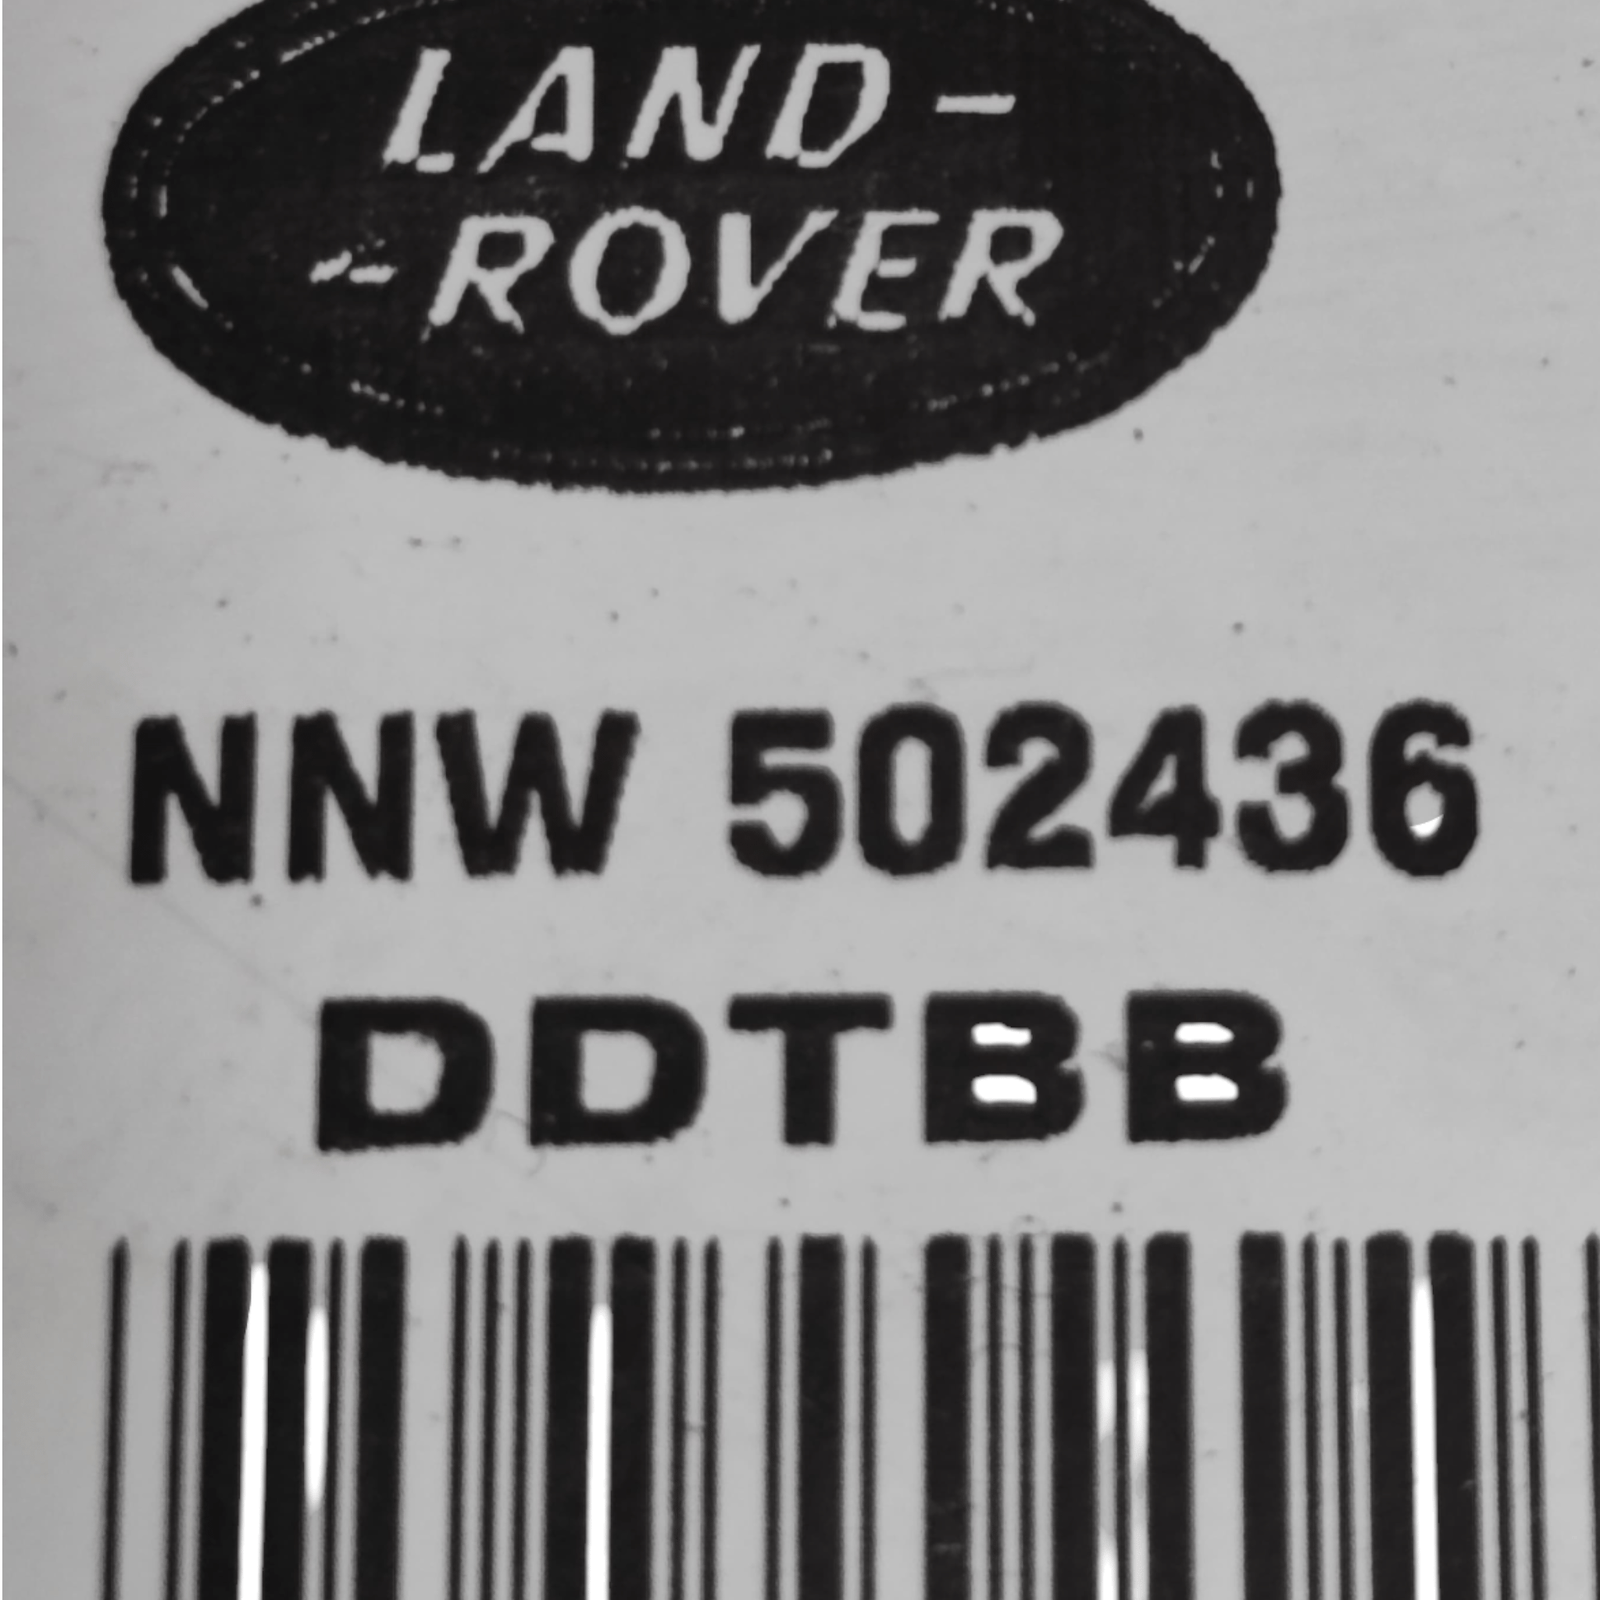 LAND-
-ROVER
NNW 502436
DDTBB